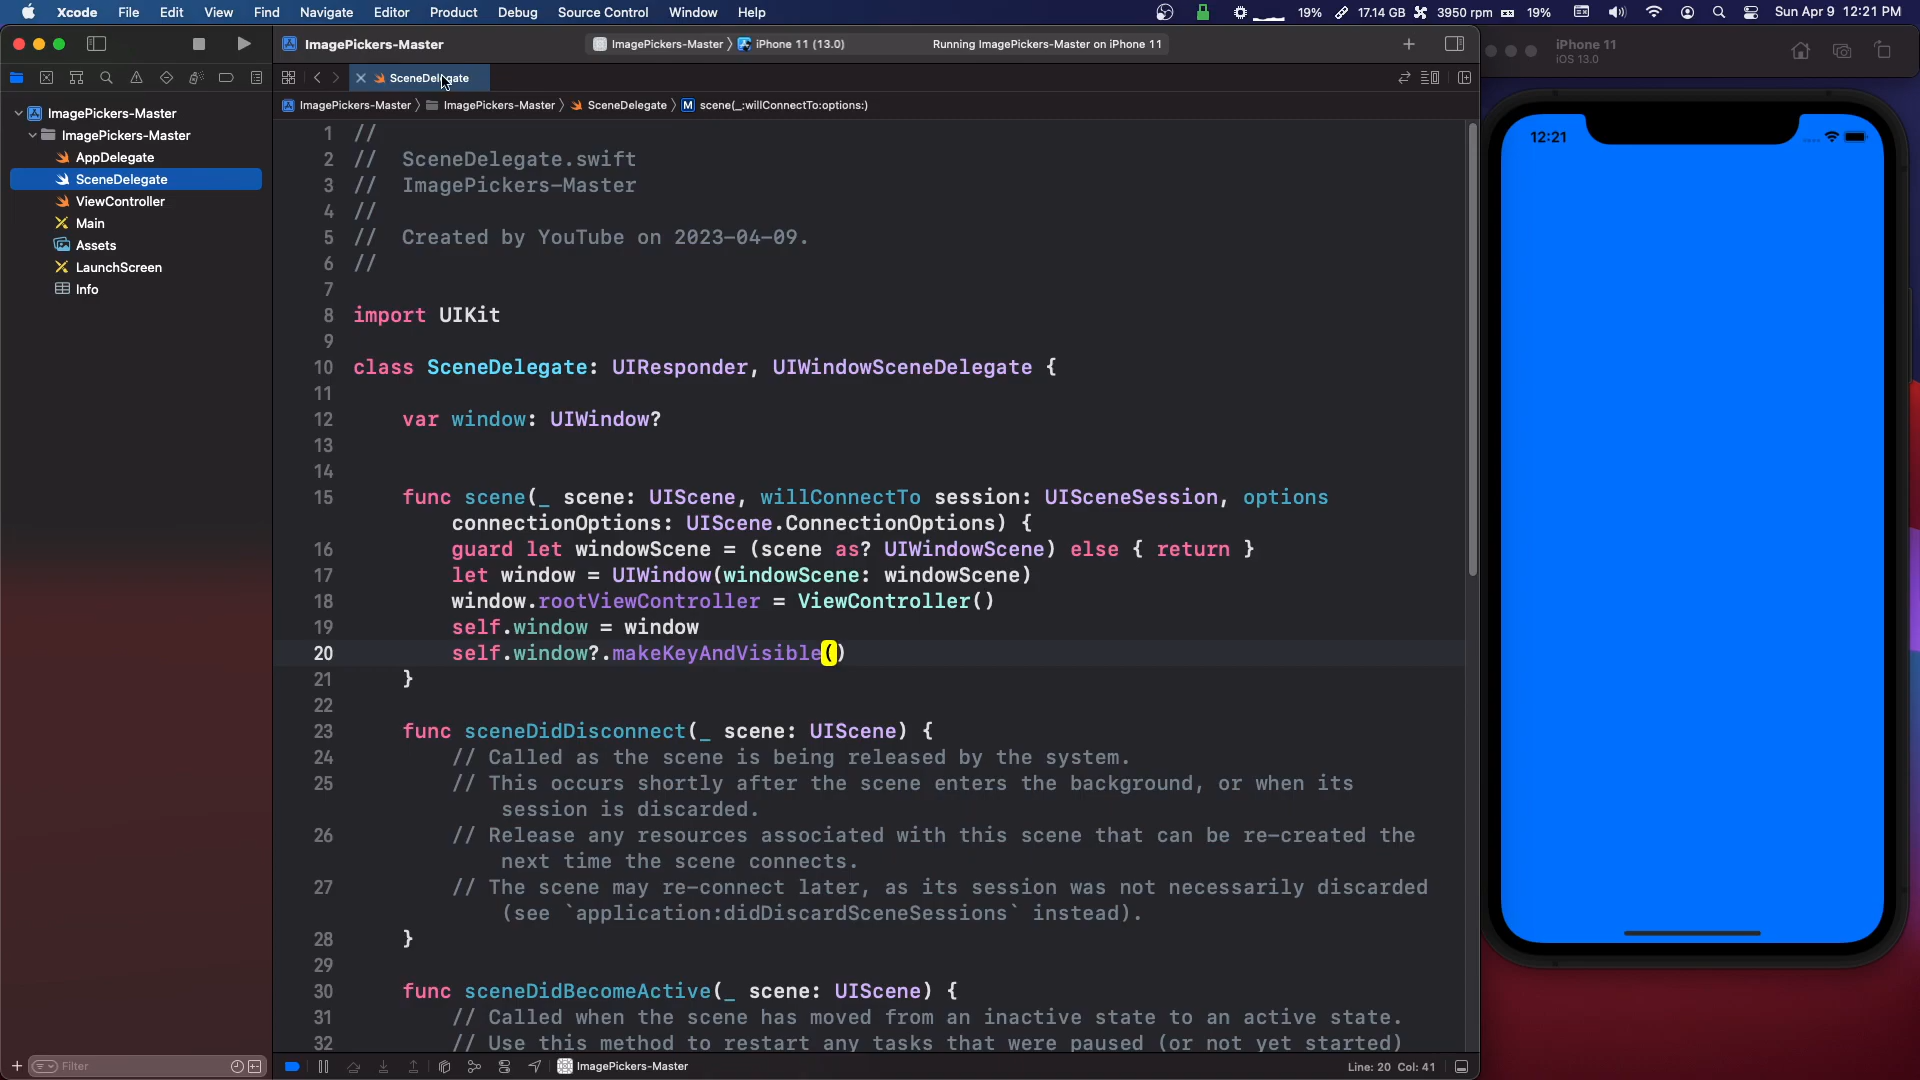 Xcode File Edit View Find Navigate Editor Product Debug Source Control Window Help
19% 17.14 GB 3950 rpm 19% Sun Apr 9 12:21 PM
ImagePickers-Master
ImagePickers-Master 〉 iPhone 11 (13.0)
Running ImagePickers-Master on iPhone 11
iPhone 11
iOS 13.0
SceneDelegate
ImagePickers-Master 〉 ImagePickers-Master 〉 SceneDelegate 〉 M scene(_:willConnectTo:options:)
ImagePickers-Master
ImagePickers-Master
AppDelegate
SceneDelegate
ViewController
Main
Assets
LaunchScreen
Info
Filter
1 //
2 //  SceneDelegate.swift
3 //  ImagePickers-Master
4 //
5 //  Created by YouTube on 2023-04-09.
6 //
7
8 import UIKit
9
10 class SceneDelegate: UIResponder, UIWindowSceneDelegate {
11
12     var window: UIWindow?
13
14
15     func scene(_ scene: UIScene, willConnectTo session: UISceneSession, options
connectionOptions: UIScene.ConnectionOptions) {
16         guard let windowScene = (scene as? UIWindowScene) else { return }
17         let window = UIWindow(windowScene: windowScene)
18         window.rootViewController = ViewController()
19         self.window = window
20         self.window?.makeKeyAndVisible()
21     }
22
23     func sceneDidDisconnect(_ scene: UIScene) {
24         // Called as the scene is being released by the system.
25         // This occurs shortly after the scene enters the background, or when its
session is discarded.
26         // Release any resources associated with this scene that can be re-created the
next time the scene connects.
27         // The scene may re-connect later, as its session was not necessarily discarded
(see `application:didDiscardSceneSessions` instead).
28     }
29
30     func sceneDidBecomeActive(_ scene: UIScene) {
31         // Called when the scene has moved from an inactive state to an active state.
32         // Use this method to restart any tasks that were paused (or not yet started)
ImagePickers-Master
Line: 20 Col: 41
12:21